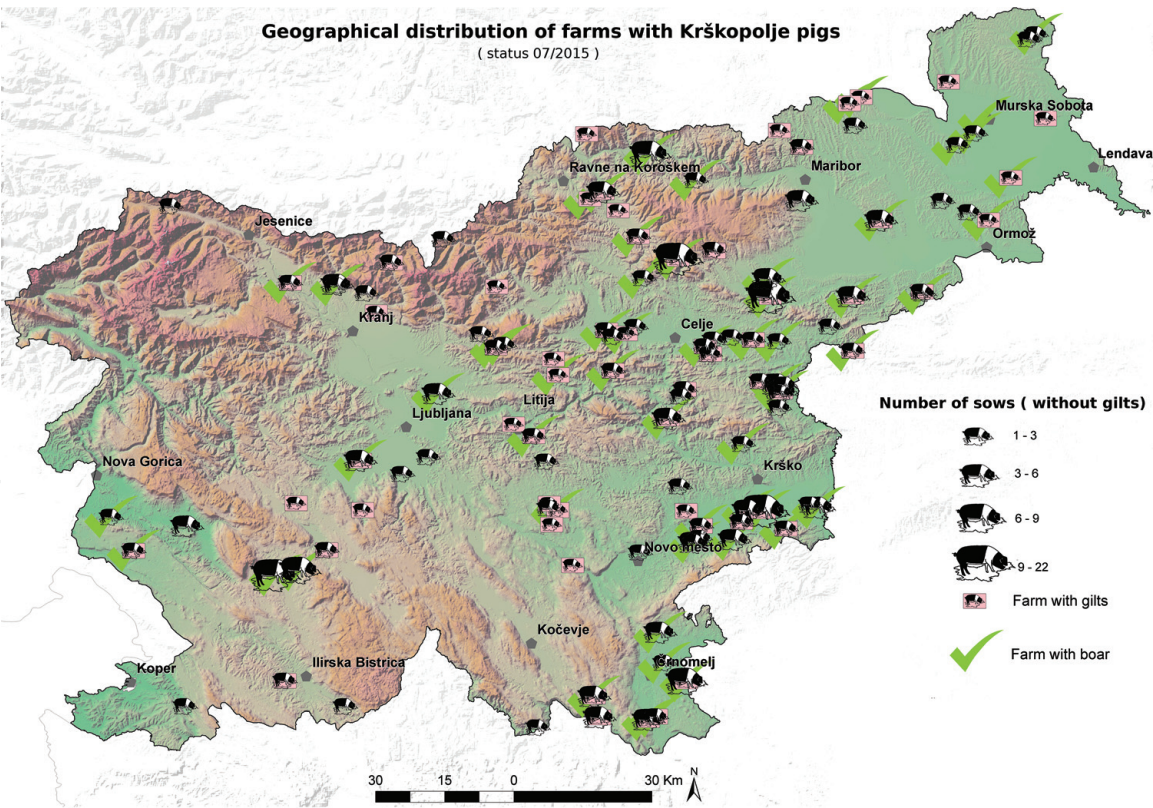 Geographical distribution of farms with Krškopolje pigs
( status 07/2015 )
Murska Sobota
Lendava
Ravne na Koroškem
Maribor
Jesenice
Ormož
Kranj
Celje
Litija
Ljubljana
Number of sows ( without gilts)
1 - 3
Nova Gorica
Krško
3 - 6
6 - 9
Novo mesto
9 - 22
Farm with gilts
Kočevje
Farm with boar
Koper
Ilirska Bistrica
Črnomelj
30 15 0 30 Km
N